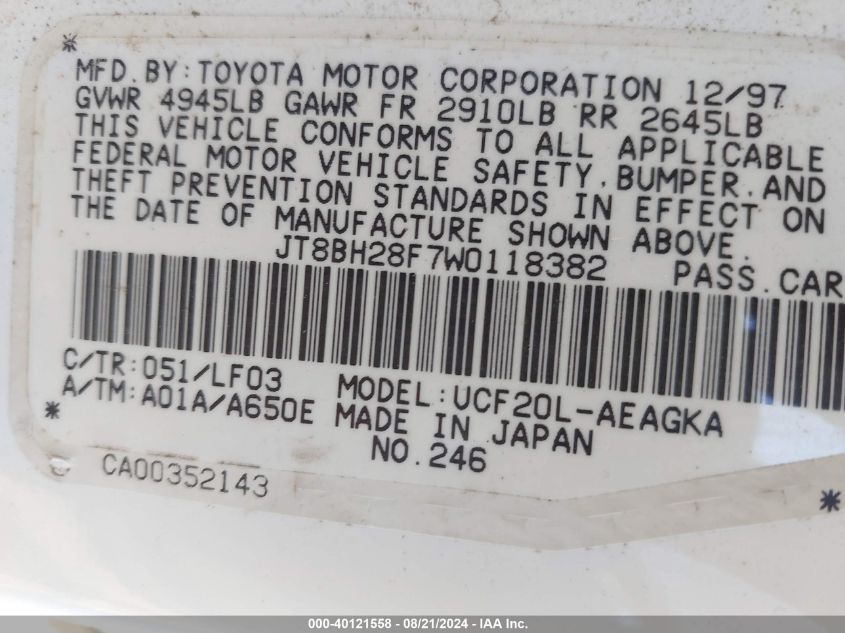 MFD. BY: TOYOTA MOTOR CORPORATION 12/97
GVWR 4945LB GAWR FR 2910LB RR 2645LB
THIS VEHICLE CONFORMS TO ALL APPLICABLE
FEDERAL MOTOR VEHICLE SAFETY, BUMPER, AND
THEFT PREVENTION STANDARDS IN EFFECT ON
THE DATE OF MANUFACTURE SHOWN ABOVE.
JT8BH28F7W0118382 PASS. CAR
C/TR: 051/LF03 MODEL: UCF20L-AEAGKA
A/TM: A01A/A650E MADE IN JAPAN
NO. 246
CA00352143
000-40121558 - 08/21/2024 - IAA Inc.